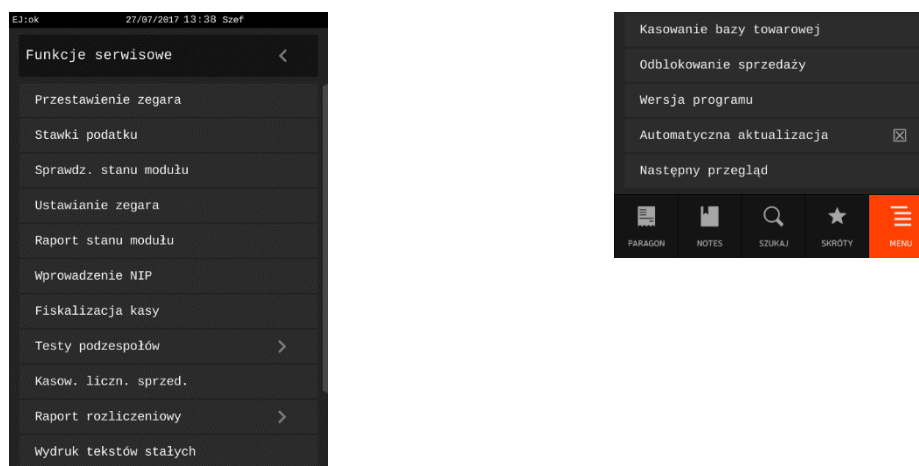 EJ:ok 27/07/2017 13:38 Szef
Funkcje serwisowe
Przestawienie zegara
Stawki podatku
Sprawdz. stanu modułu
Ustawianie zegara
Raport stanu modułu
Wprowadzenie NIP
Fiskalizacja kasy
Testy podzespołów
Kasow. liczn. sprzed.
Raport rozliczeniowy
Wydruk tekstów stałych
Kasowanie bazy towarowej
Odblokowanie sprzedaży
Wersja programu
Automatyczna aktualizacja
Następny przegląd
PARAGON NOTES SZUKAJ SKRÓTY MENU